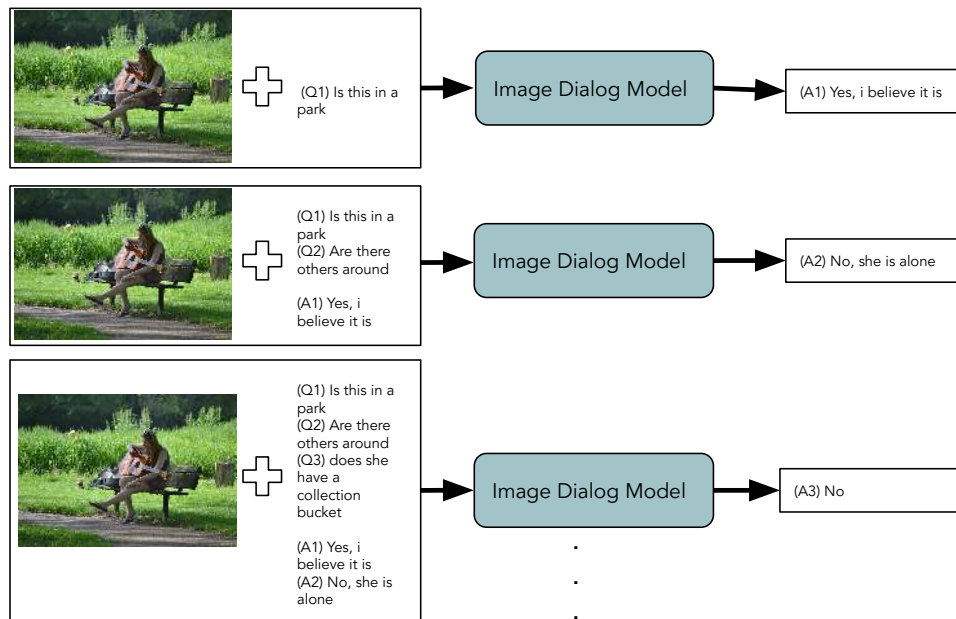 (Q1) Is this in a
park
Image Dialog Model
(A1) Yes, i believe it is
(Q1) Is this in a
park
(Q2) Are there
others around
(A1) Yes, i
believe it is
Image Dialog Model
(A2) No, she is alone
(Q1) Is this in a
park
(Q2) Are there
others around
(Q3) does she
have a
collection
bucket
(A1) Yes, i
believe it is
(A2) No, she is
alone
Image Dialog Model
(A3) No